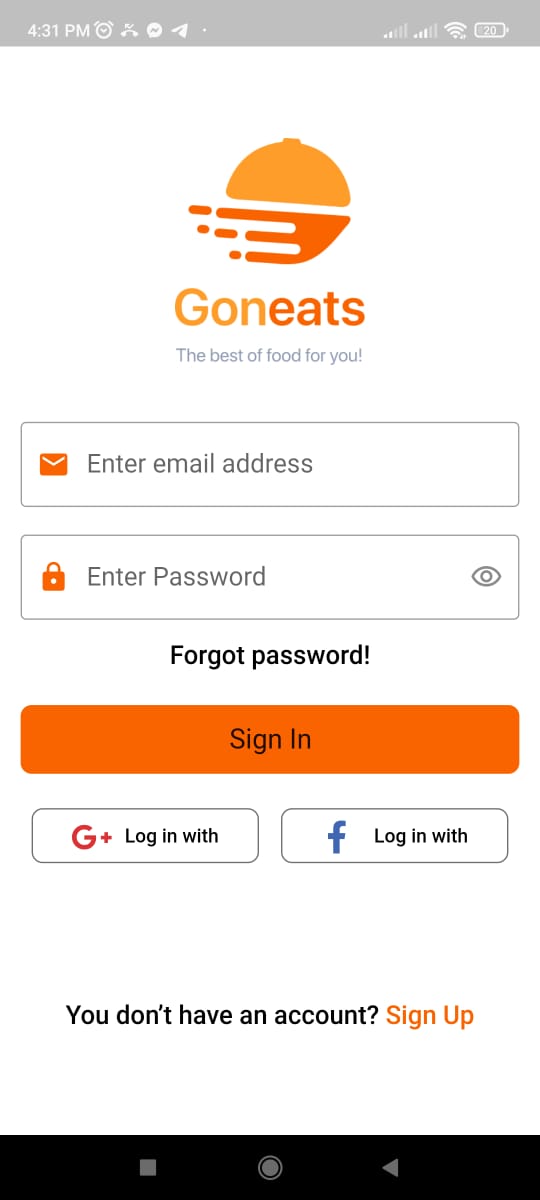 4:31 PM
20
Goneats
The best of food for you!
Enter email address
Enter Password
Forgot password!
Sign In
G+ Log in with
f Log in with
You don’t have an account? Sign Up